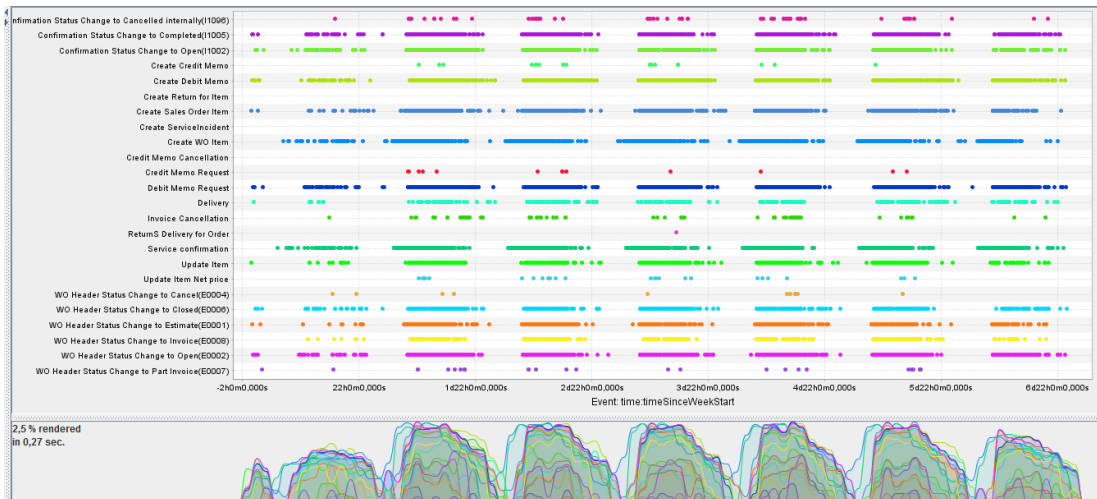 nfirmation Status Change to Cancelled internally(I1096)
Confirmation Status Change to Completed(I1005)
Confirmation Status Change to Open(I1002)
Create Credit Memo
Create Debit Memo
Create Return for Item
Create Sales Order Item
Create ServiceIncident
Create WO Item
Credit Memo Cancellation
Credit Memo Request
Debit Memo Request
Delivery
Invoice Cancellation
ReturnS Delivery for Order
Service confirmation
Update Item
Update Item Net price
WO Header Status Change to Cancel(E0004)
WO Header Status Change to Closed(E0006)
WO Header Status Change to Estimate(E0001)
WO Header Status Change to Invoice(E0008)
WO Header Status Change to Open(E0002)
WO Header Status Change to Part Invoice(E0007)
-2h0m0,000s 22h0m0,000s 1d22h0m0,000s 2d22h0m0,000s 3d22h0m0,000s 4d22h0m0,000s 5d22h0m0,000s 6d22h0m0,000s
Event: time:timeSinceWeekStart
2,5 % rendered
in 0,27 sec.